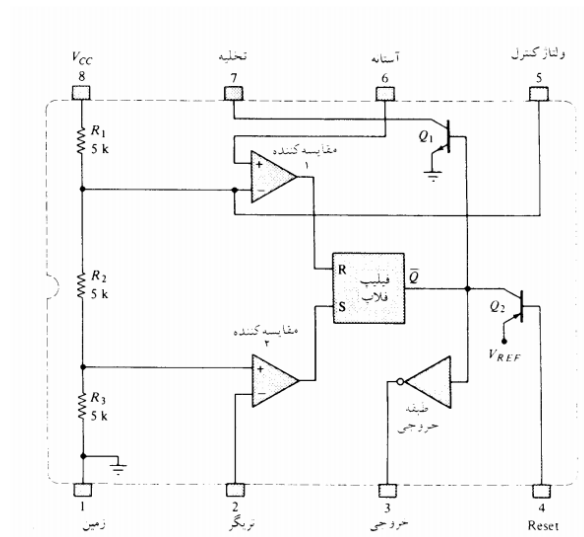 V_CC
8
تخلیه
7
آستانه
6
ولتاژ کنترل
5
R₁
5 k
مقایسه کننده
۱
+
−
Q₁
R₂
5 k
R
S
فیلیپ
فلاپ
Q̅
Q₂
V_REF
مقایسه کننده
۲
+
−
R₃
5 k
طبقه
خروجی
1
زمین
2
تریگر
3
خروجی
4
Reset